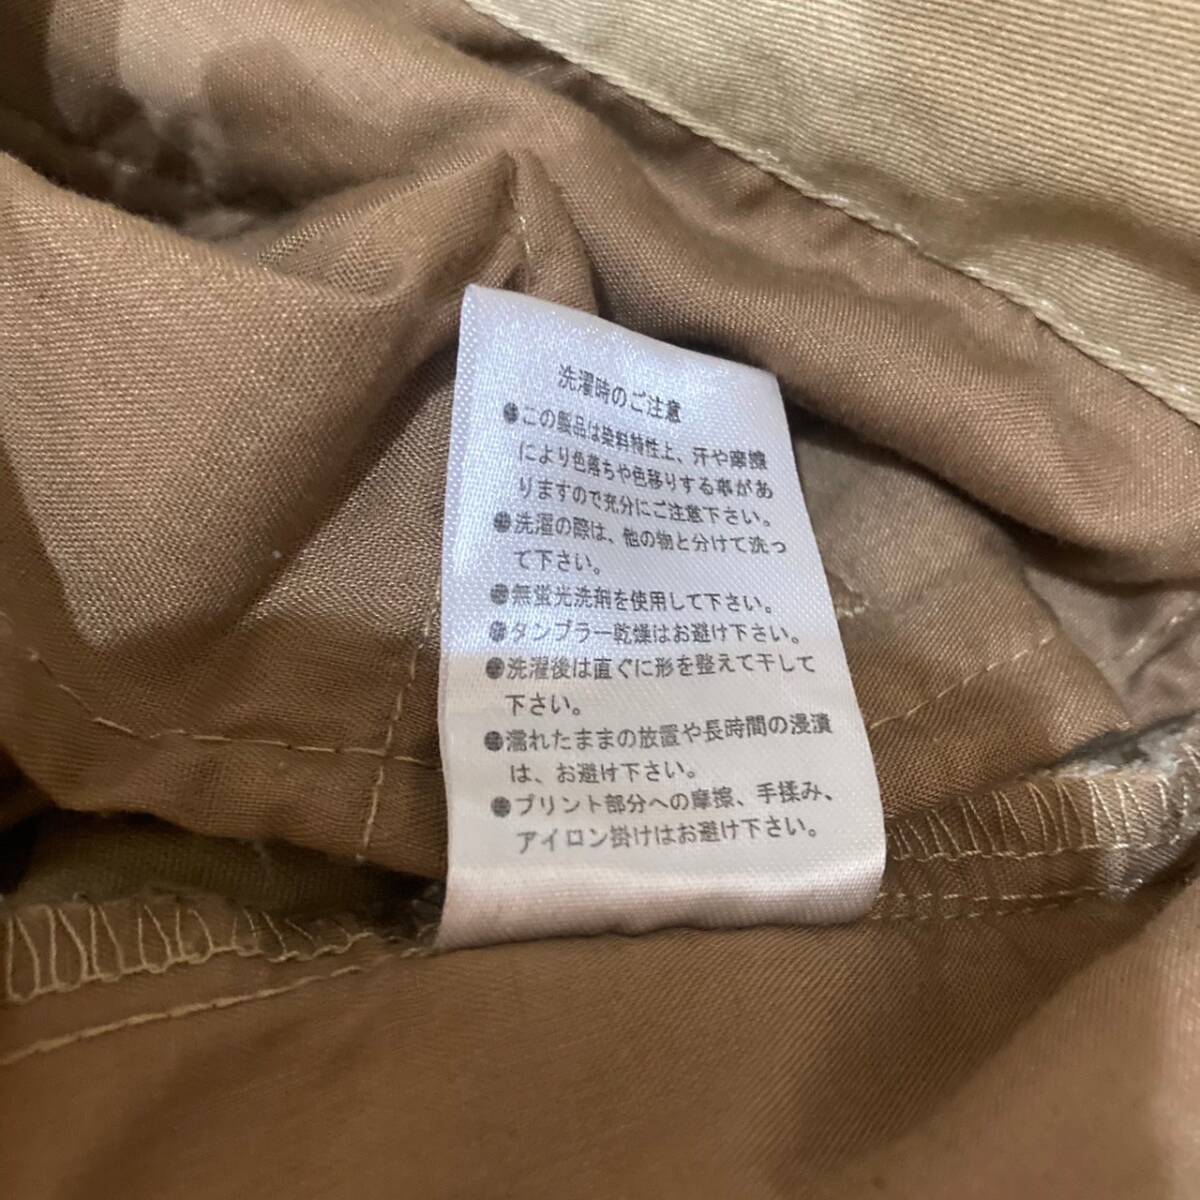 洗濯時のご注意
●この製品は染料特性上、汗や摩擦
により色落ちや色移りする事があ
りますので充分にご注意下さい。
●洗濯の際は、他の物と分けて洗っ
て下さい。
●無蛍光洗剤を使用して下さい。
●タンブラー乾燥はお避け下さい。
●洗濯後は直ぐに形を整えて干して
下さい。
●濡れたままの放置や長時間の浸漬
は、お避け下さい。
●プリント部分への摩擦、手揉み、
アイロン掛けはお避け下さい。